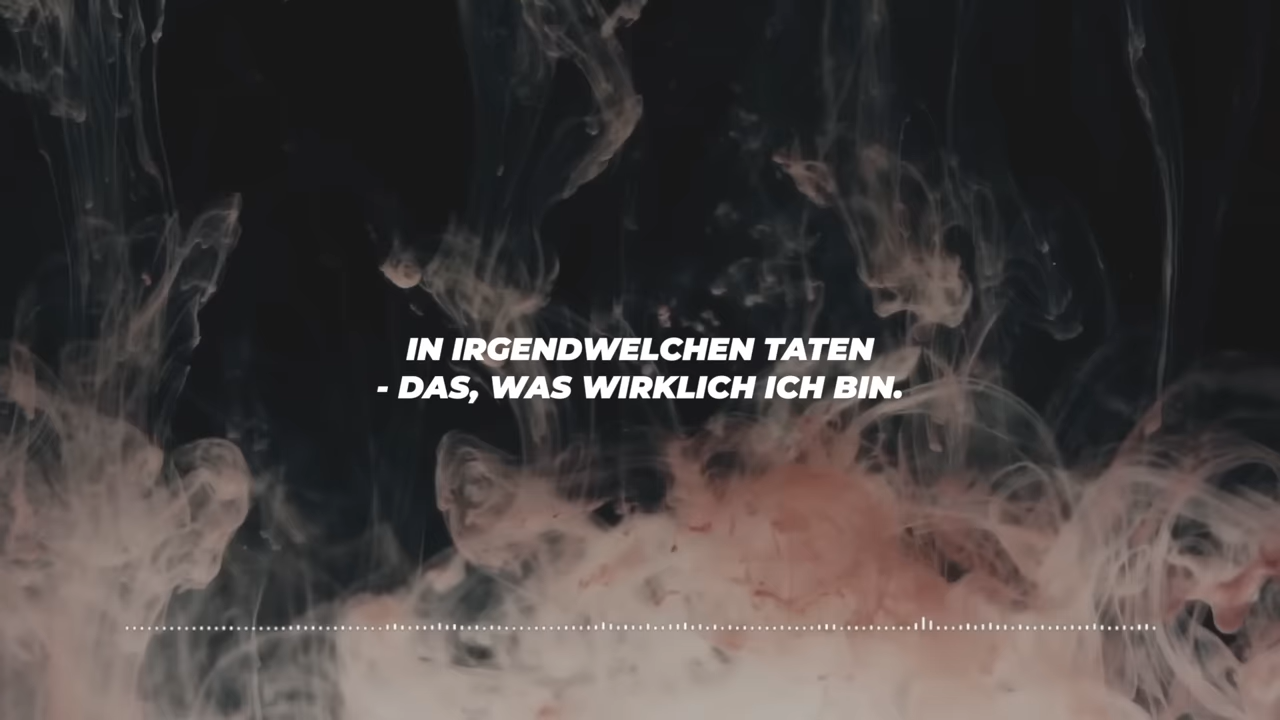 IN IRGENDWELCHEN TATEN
- DAS, WAS WIRKLICH ICH BIN.